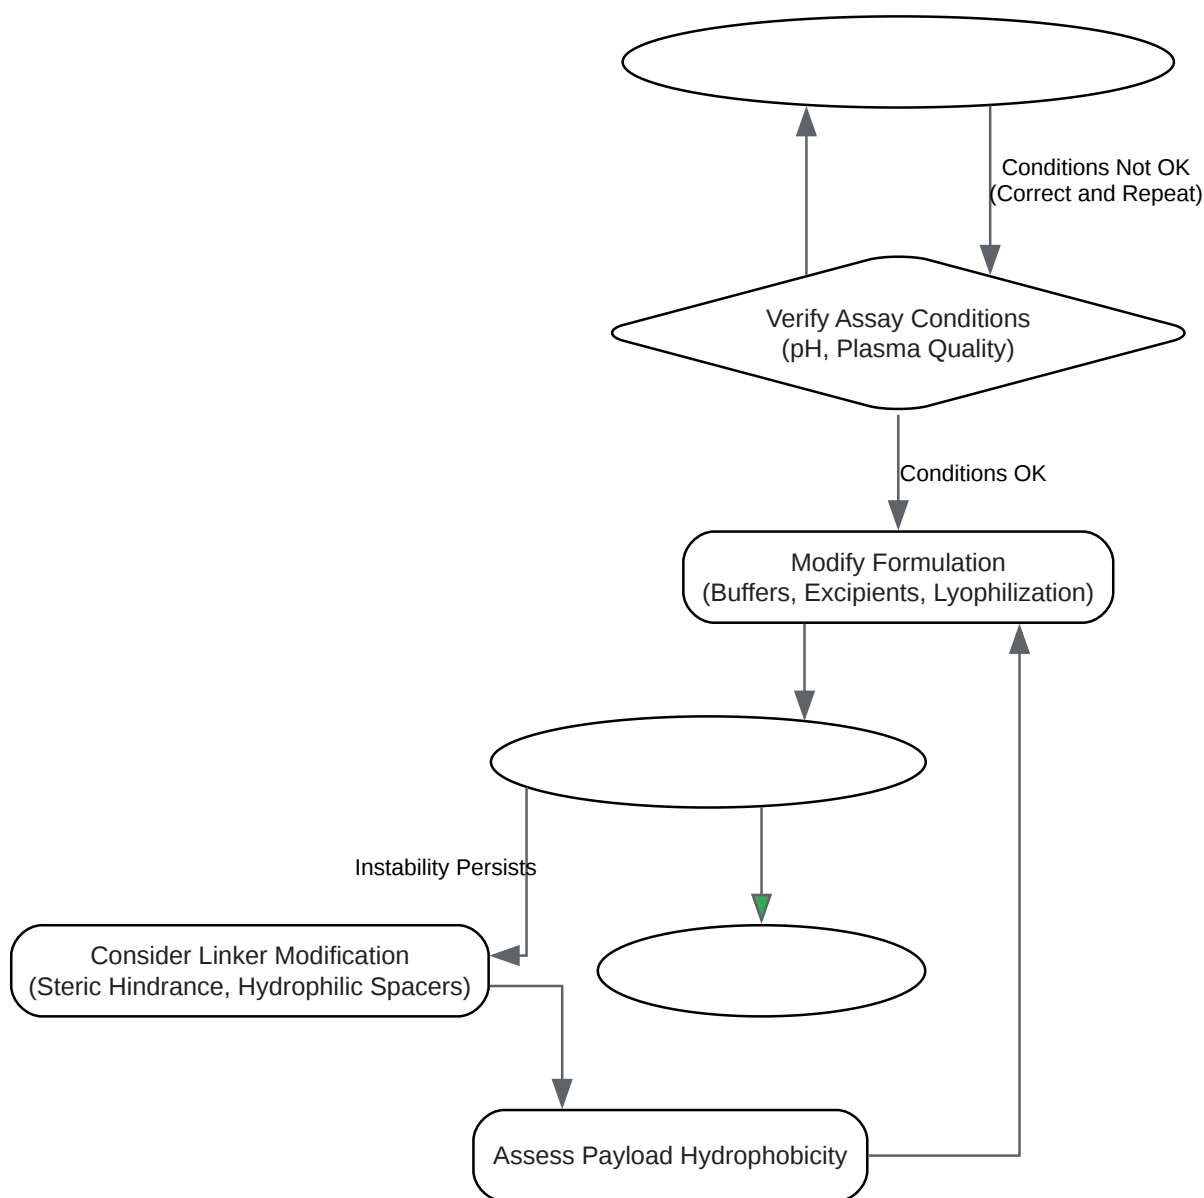 Conditions Not OK
(Correct and Repeat)
Verify Assay Conditions
(pH, Plasma Quality)
Conditions OK
Modify Formulation
(Buffers, Excipients, Lyophilization)
Instability Persists
Consider Linker Modification
(Steric Hindrance, Hydrophilic Spacers)
Assess Payload Hydrophobicity